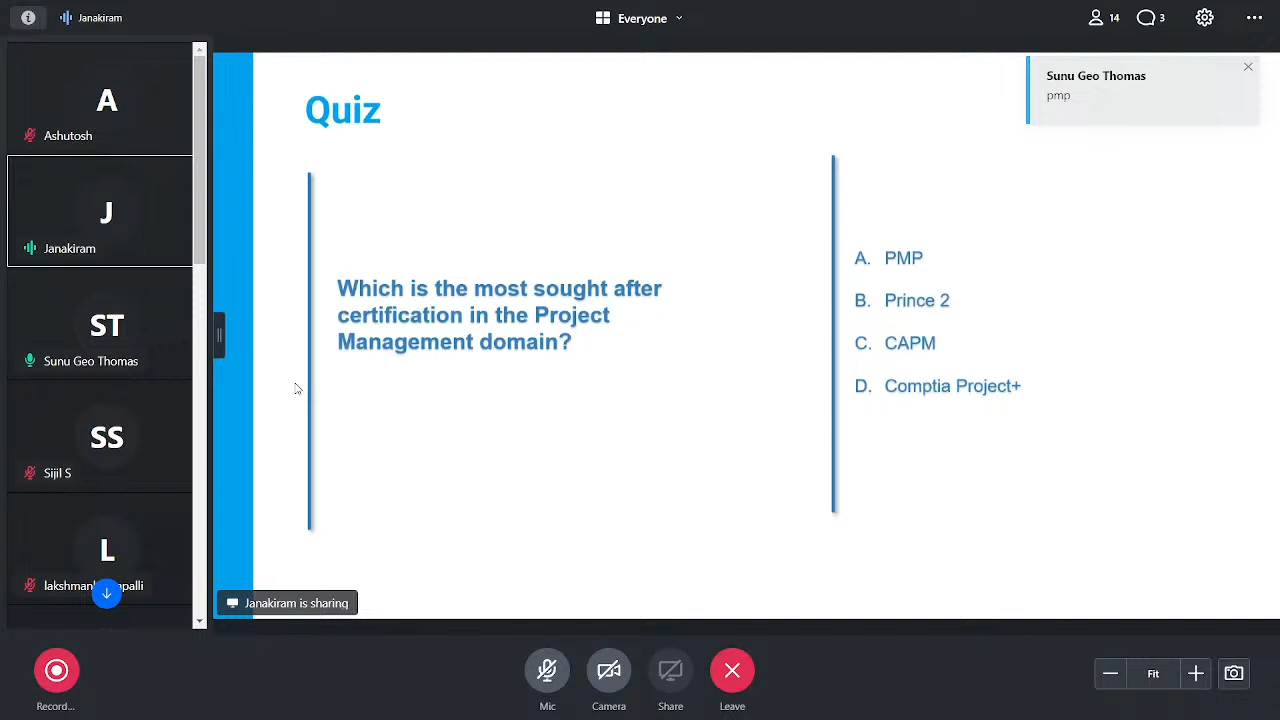 Janakiram
Everyone
14
3
A
Ashutosh
J
Janakiram
ST
Sunu Geo Thomas
SS
Sijil S
L
Quiz
Which is the most sought after
certification in the Project
Management domain?
A. PMP
B. Prince 2
C. CAPM
D. Comptia Project+
Sunu Geo Thomas
pmp
Janakiram is sharing
Record...
Mic
Camera
Share
Leave
Fit